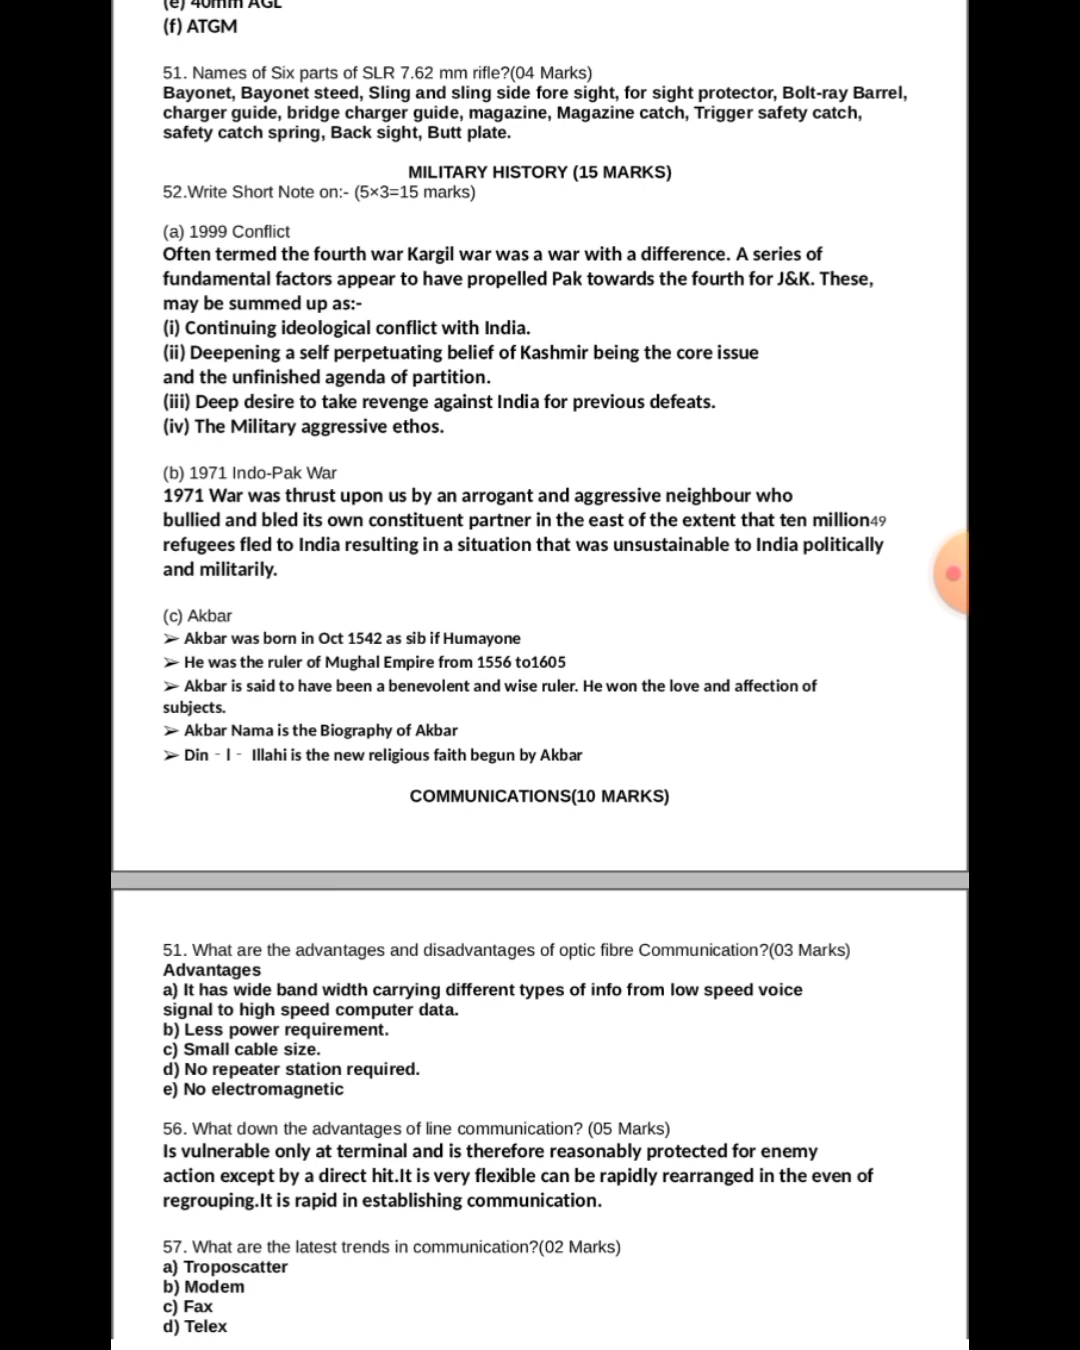 (e) 40mm AGL
(f) ATGM
51. Names of Six parts of SLR 7.62 mm rifle?(04 Marks)
Bayonet, Bayonet steed, Sling and sling side fore sight, for sight protector, Bolt-ray Barrel,
charger guide, bridge charger guide, magazine, Magazine catch, Trigger safety catch,
safety catch spring, Back sight, Butt plate.
MILITARY HISTORY (15 MARKS)
52.Write Short Note on:- (5×3=15 marks)
(a) 1999 Conflict
Often termed the fourth war Kargil war was a war with a difference. A series of
fundamental factors appear to have propelled Pak towards the fourth for J&K. These,
may be summed up as:-
(i) Continuing ideological conflict with India.
(ii) Deepening a self perpetuating belief of Kashmir being the core issue
and the unfinished agenda of partition.
(iii) Deep desire to take revenge against India for previous defeats.
(iv) The Military aggressive ethos.
(b) 1971 Indo-Pak War
1971 War was thrust upon us by an arrogant and aggressive neighbour who
bullied and bled its own constituent partner in the east of the extent that ten million49
refugees fled to India resulting in a situation that was unsustainable to India politically
and militarily.
(c) Akbar
➢ Akbar was born in Oct 1542 as sib if Humayone
➢ He was the ruler of Mughal Empire from 1556 to1605
➢ Akbar is said to have been a benevolent and wise ruler. He won the love and affection of
subjects.
➢ Akbar Nama is the Biography of Akbar
➢ Din - I - Illahi is the new religious faith begun by Akbar
COMMUNICATIONS(10 MARKS)
51. What are the advantages and disadvantages of optic fibre Communication?(03 Marks)
Advantages
a) It has wide band width carrying different types of info from low speed voice
signal to high speed computer data.
b) Less power requirement.
c) Small cable size.
d) No repeater station required.
e) No electromagnetic
56. What down the advantages of line communication? (05 Marks)
Is vulnerable only at terminal and is therefore reasonably protected for enemy
action except by a direct hit.It is very flexible can be rapidly rearranged in the even of
regrouping.It is rapid in establishing communication.
57. What are the latest trends in communication?(02 Marks)
a) Troposcatter
b) Modem
c) Fax
d) Telex